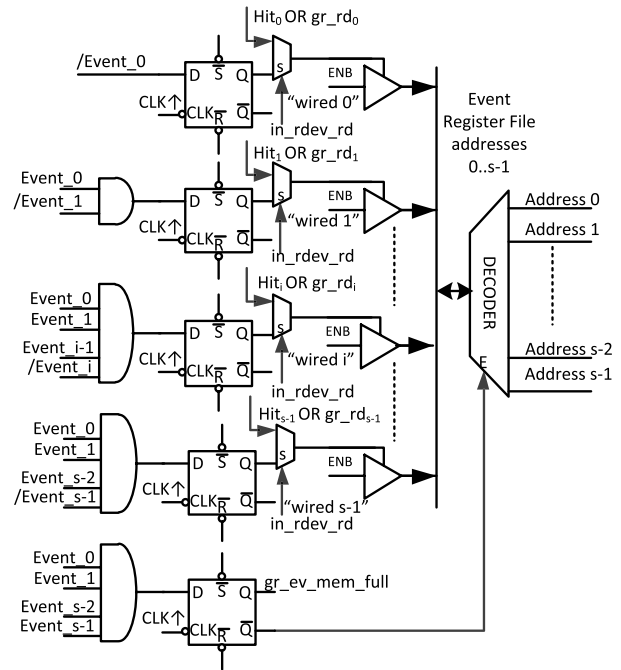 Hit0 OR gr_rd0
/Event_0
D S Q
S
ENB
CLK↑
CLK R Q
"wired 0"
in_rdev_rd
Event
Register File
addresses
0..s-1
Hit1 OR gr_rd1
Event_0
/Event_1
D S Q
S
ENB
CLK↑
CLK R Q
"wired 1"
in_rdev_rd
Address 0
Address 1
DECODER
E
Address s-2
Address s-1
Hiti OR gr_rdi
Event_0
Event_1
Event_i-1
/Event_i
D S Q
S
ENB
CLK↑
CLK R Q
"wired i"
in_rdev_rd
Hits-1 OR gr_rds-1
Event_0
Event_1
Event_s-2
/Event_s-1
D S Q
S
ENB
CLK↑
CLK R Q
"wired s-1"
in_rdev_rd
Event_0
Event_1
Event_s-2
Event_s-1
D S Q
gr_ev_mem_full
CLK↑
CLK R Q